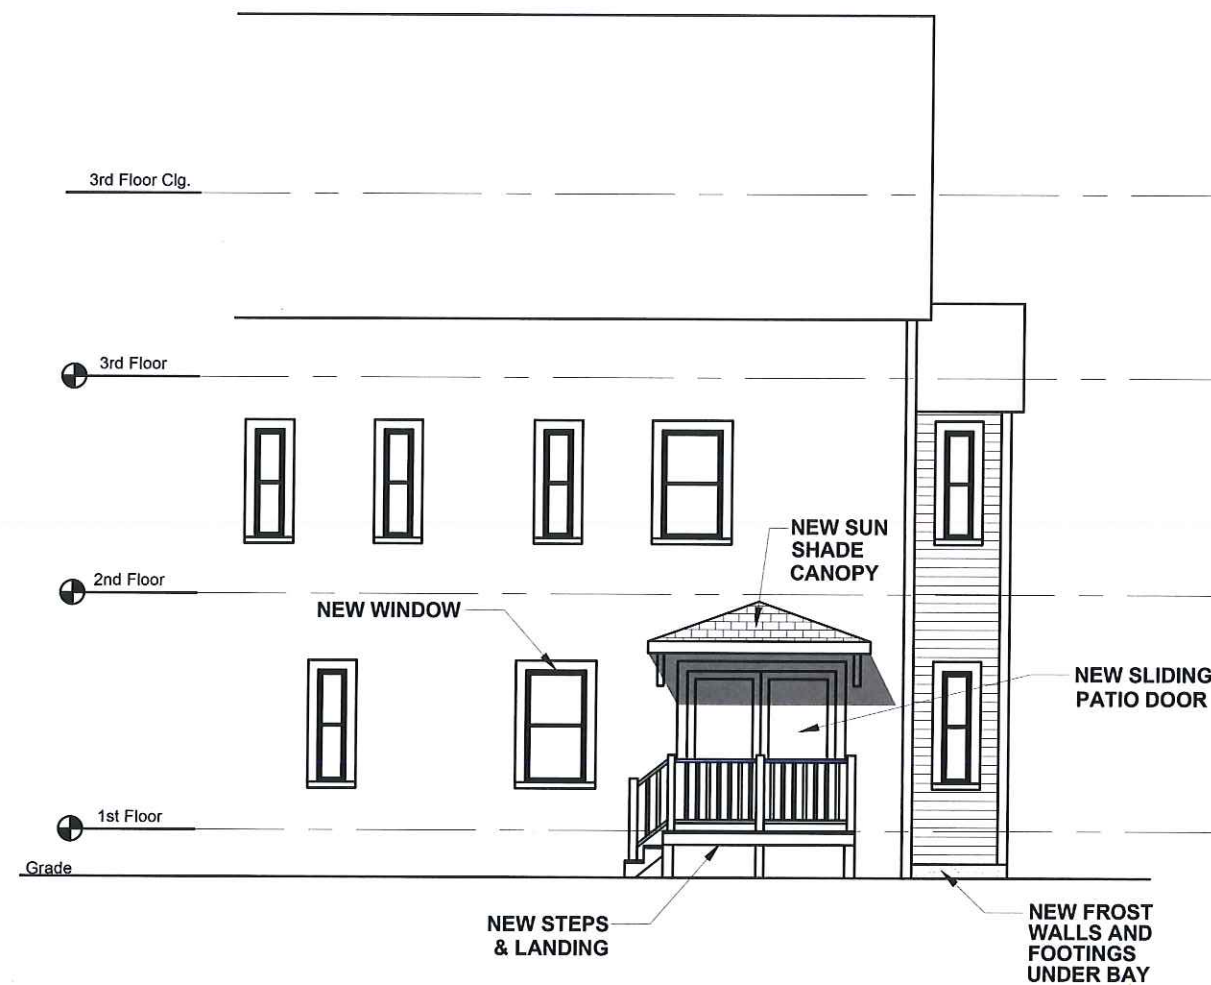 3rd Floor Clg.
3rd Floor
NEW SUN
SHADE
CANOPY
2nd Floor
NEW WINDOW
NEW SLIDING
PATIO DOOR
1st Floor
Grade
NEW STEPS
& LANDING
NEW FROST
WALLS AND
FOOTINGS
UNDER BAY